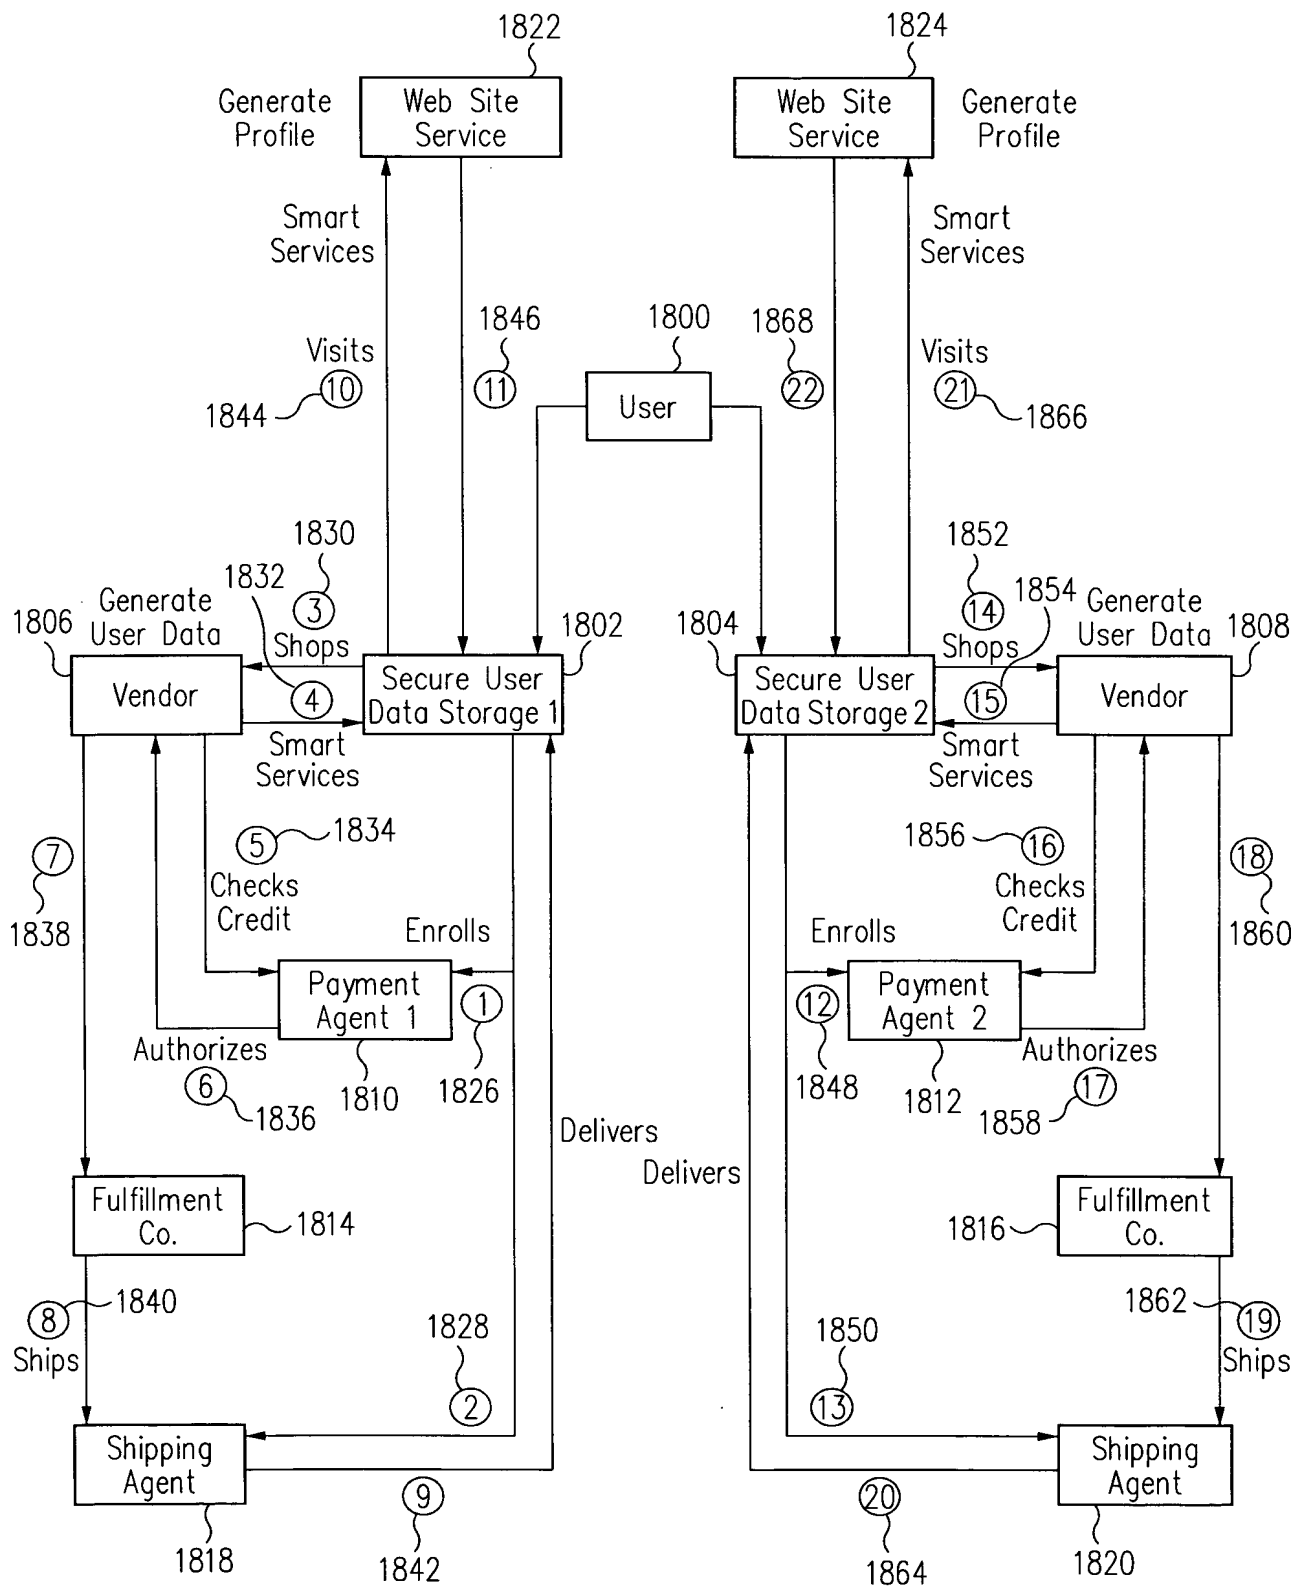 1822
1824
Generate
Profile
Web Site
Service
Web Site
Service
Generate
Profile
Smart
Services
Smart
Services
1846
1800
1868
Visits
10
11
User
22
Visits
21
1844
1866
1830
1852
1832
3
14
1854
1806
Generate
User Data
Shops
1802
1804
Shops
Generate
User Data
1808
Vendor
4
Secure User
Data Storage 1
Secure User
Data Storage 2
15
Vendor
Smart
Services
Smart
Services
7
5
1834
1856
16
18
Checks
Credit
Checks
Credit
1838
1860
Enrolls
Enrolls
Payment
Agent 1
1
12
Payment
Agent 2
Authorizes
Authorizes
6
1836
1810
1826
1848
1812
1858
17
Delivers
Delivers
Fulfillment
Co.
1814
1816
Fulfillment
Co.
8
1840
1862
19
Ships
1828
1850
Ships
2
13
Shipping
Agent
Shipping
Agent
9
20
1818
1842
1864
1820